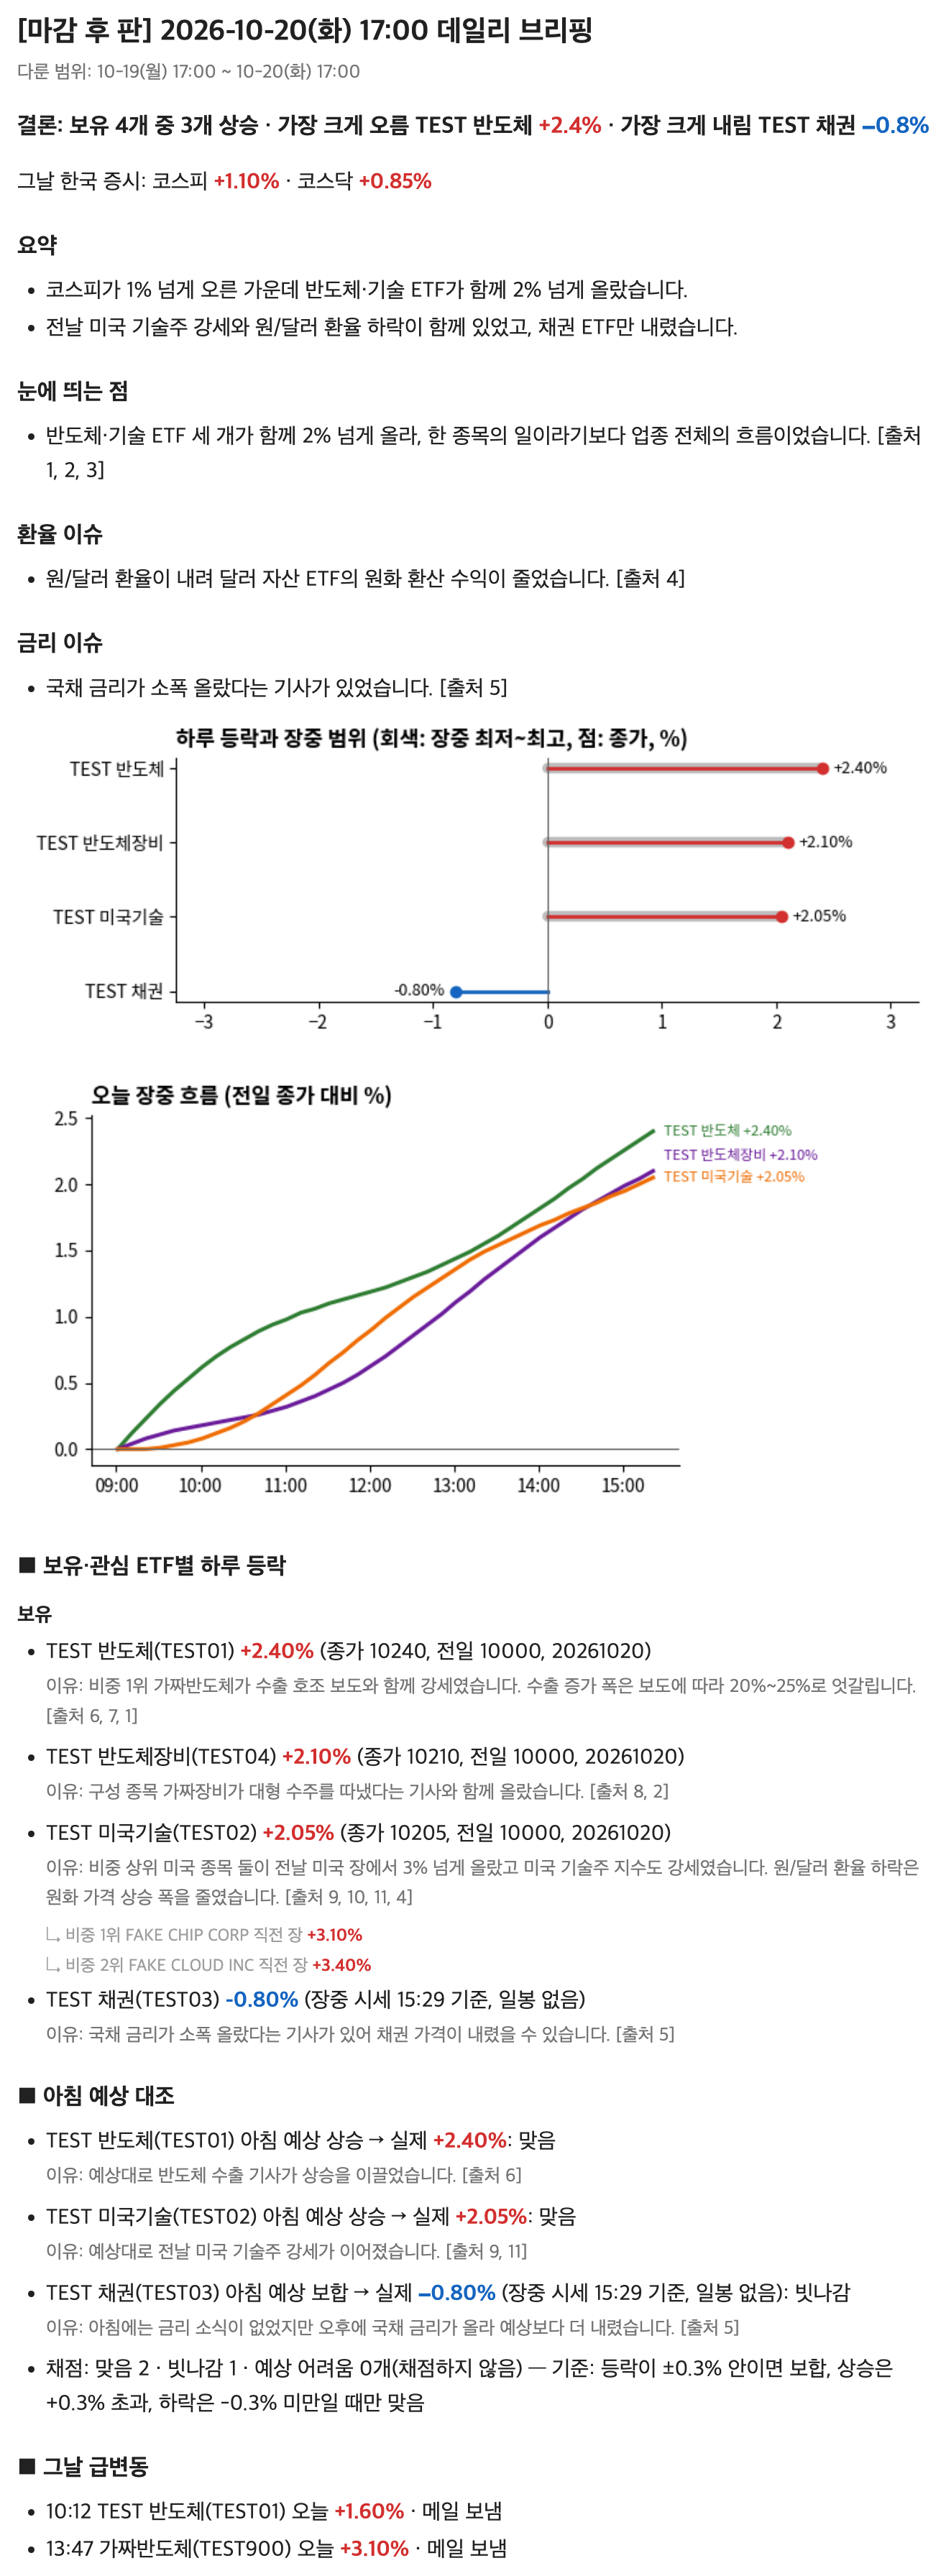 [마감 후 판] 2026-10-20(화) 17:00 데일리 브리핑
다룬 범위: 10-19(월) 17:00 ~ 10-20(화) 17:00
결론: 보유 4개 중 3개 상승 · 가장 크게 오름 TEST 반도체 +2.4% · 가장 크게 내림 TEST 채권 −0.8%
그날 한국 증시: 코스피 +1.10% · 코스닥 +0.85%
요약
• 코스피가 1% 넘게 오른 가운데 반도체·기술 ETF가 함께 2% 넘게 올랐습니다.
• 전날 미국 기술주 강세와 원/달러 환율 하락이 함께 있었고, 채권 ETF만 내렸습니다.
눈에 띄는 점
• 반도체·기술 ETF 세 개가 함께 2% 넘게 올라, 한 종목의 일이라기보다 업종 전체의 흐름이었습니다. [출처
1, 2, 3]
환율 이슈
• 원/달러 환율이 내려 달러 자산 ETF의 원화 환산 수익이 줄었습니다. [출처 4]
금리 이슈
• 국채 금리가 소폭 올랐다는 기사가 있었습니다. [출처 5]
하루 등락과 장중 범위 (회색: 장중 최저~최고, 점: 종가, %)
TEST 반도체 +2.40%
TEST 반도체장비 +2.10%
TEST 미국기술 +2.05%
TEST 채권 -0.80%
−3 −2 −1 0 1 2 3
오늘 장중 흐름 (전일 종가 대비 %)
2.5
2.0
1.5
1.0
0.5
0.0
TEST 반도체 +2.40%
TEST 반도체장비 +2.10%
TEST 미국기술 +2.05%
09:00 10:00 11:00 12:00 13:00 14:00 15:00
■ 보유·관심 ETF별 하루 등락
보유
• TEST 반도체(TEST01) +2.40% (종가 10240, 전일 10000, 20261020)
이유: 비중 1위 가짜반도체가 수출 호조 보도와 함께 강세였습니다. 수출 증가 폭은 보도에 따라 20%~25%로 엇갈립니다.
[출처 6, 7, 1]
• TEST 반도체장비(TEST04) +2.10% (종가 10210, 전일 10000, 20261020)
이유: 구성 종목 가짜장비가 대형 수주를 따냈다는 기사와 함께 올랐습니다. [출처 8, 2]
• TEST 미국기술(TEST02) +2.05% (종가 10205, 전일 10000, 20261020)
이유: 비중 상위 미국 종목 둘이 전날 미국 장에서 3% 넘게 올랐고 미국 기술주 지수도 강세였습니다. 원/달러 환율 하락은
원화 가격 상승 폭을 줄였습니다. [출처 9, 10, 11, 4]
ㄴ 비중 1위 FAKE CHIP CORP 직전 장 +3.10%
ㄴ 비중 2위 FAKE CLOUD INC 직전 장 +3.40%
• TEST 채권(TEST03) -0.80% (장중 시세 15:29 기준, 일봉 없음)
이유: 국채 금리가 소폭 올랐다는 기사가 있어 채권 가격이 내렸을 수 있습니다. [출처 5]
■ 아침 예상 대조
• TEST 반도체(TEST01) 아침 예상 상승 → 실제 +2.40%: 맞음
이유: 예상대로 반도체 수출 기사가 상승을 이끌었습니다. [출처 6]
• TEST 미국기술(TEST02) 아침 예상 상승 → 실제 +2.05%: 맞음
이유: 예상대로 전날 미국 기술주 강세가 이어졌습니다. [출처 9, 11]
• TEST 채권(TEST03) 아침 예상 보합 → 실제 −0.80% (장중 시세 15:29 기준, 일봉 없음): 빗나감
이유: 아침에는 금리 소식이 없었지만 오후에 국채 금리가 올라 예상보다 더 내렸습니다. [출처 5]
• 채점: 맞음 2 · 빗나감 1 · 예상 어려움 0개(채점하지 않음) — 기준: 등락이 ±0.3% 안이면 보합, 상승은
+0.3% 초과, 하락은 -0.3% 미만일 때만 맞음
■ 그날 급변동
• 10:12 TEST 반도체(TEST01) 오늘 +1.60% · 메일 보냄
• 13:47 가짜반도체(TEST900) 오늘 +3.10% · 메일 보냄